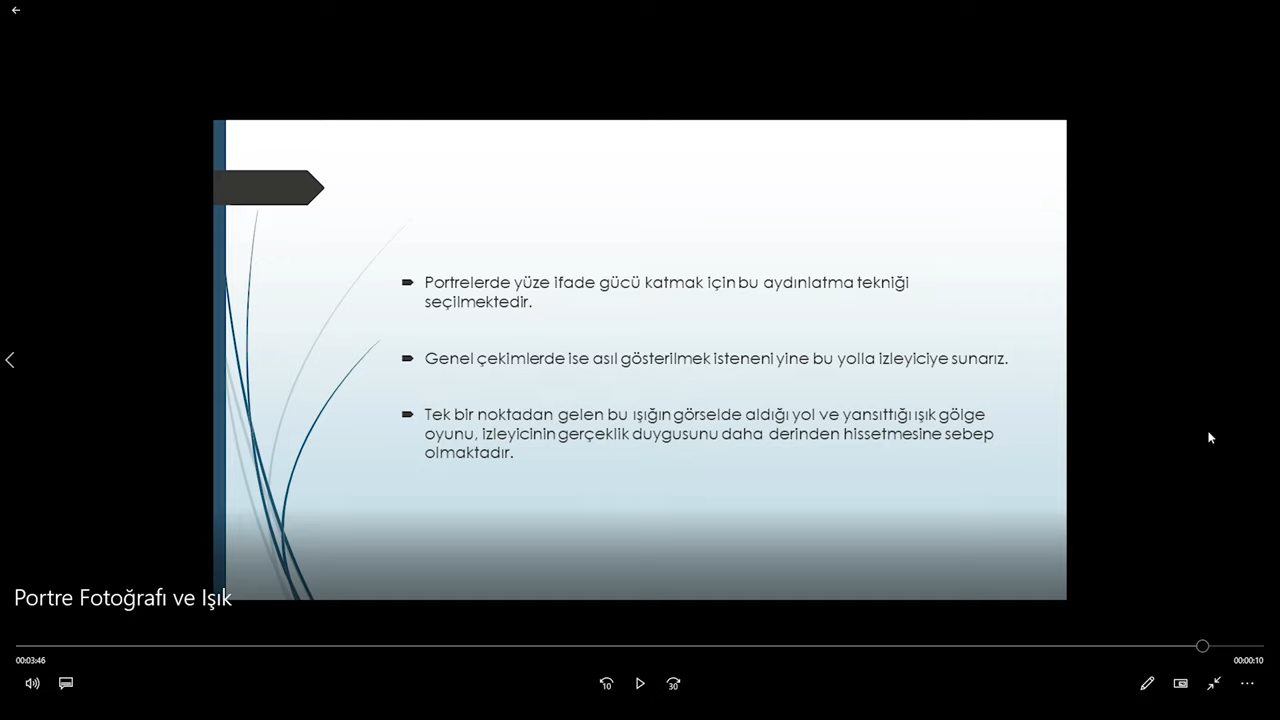 Portrelerde yüze ifade gücü katmak için bu aydınlatma tekniği
seçilmektedir.
Genel çekimlerde ise asıl gösterilmek isteneni yine bu yolla izleyiciye sunarız.
Tek bir noktadan gelen bu ışığın görselde aldığı yol ve yansıttığı ışık gölge
oyunu, izleyicinin gerçeklik duygusunu daha derinden hissetmesine sebep
olmaktadır.
Portre Fotoğrafı ve Işık
00:03:46
00:00:10
10
30